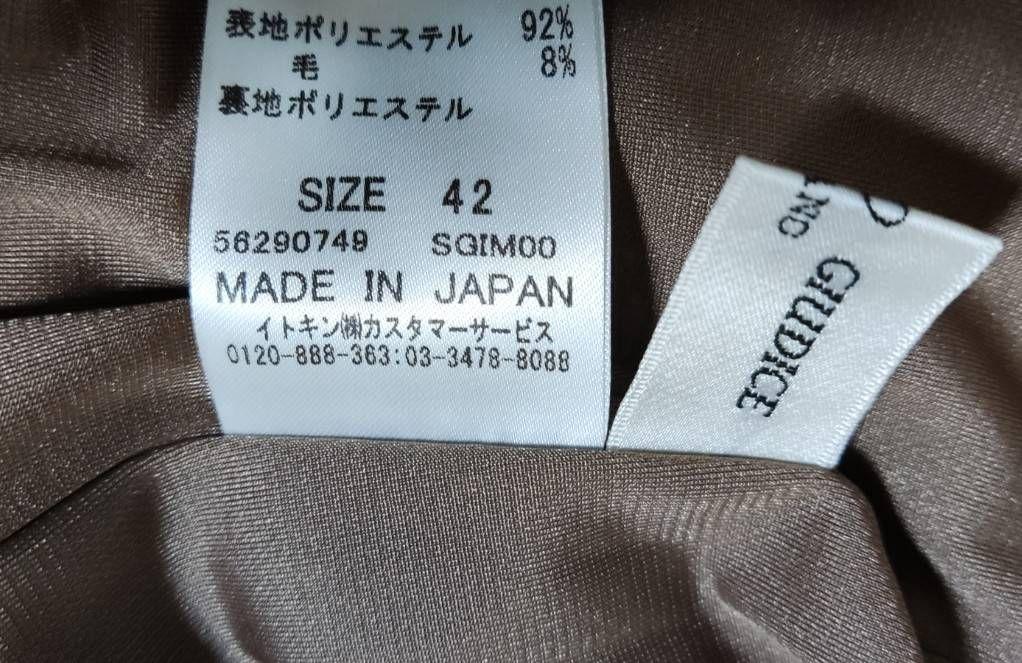 表地ポリエステル 92%
毛 8%
裏地ポリエステル
SIZE 42
56290749 SGIM00
MADE IN JAPAN
イトキン㈱カスタマーサービス
0120-888-363:03-3478-8088
GIUDICE